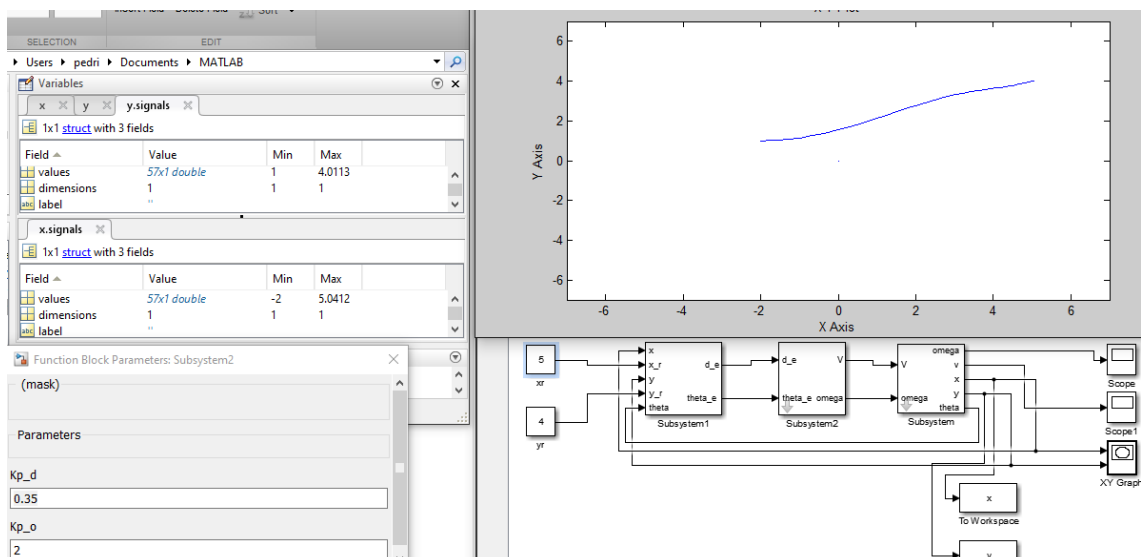 SELECTION EDIT
Users pedri Documents MATLAB
Variables
x y y.signals
1x1 struct with 3 fields
Field Value Min Max
values 57x1 double 1 4.0113
dimensions 1 1 1
abc label ''
x.signals
1x1 struct with 3 fields
Field Value Min Max
values 57x1 double -2 5.0412
dimensions 1 1 1
abc label ''
Function Block Parameters: Subsystem2
(mask)
Parameters
Kp_d
0.35
Kp_o
2
6
4
2
0
-2
-4
-6
Y Axis
-6 -4 -2 0 2 4 6
X Axis
5
xr
4
yr
x
x_r
y
y_r
theta
d_e
theta_e
Subsystem1
d_e
theta_e
V
omega
Subsystem2
V
omega
omega
v
x
y
theta
Subsystem
Scope
Scope1
XY Graph
x
To Workspace
y